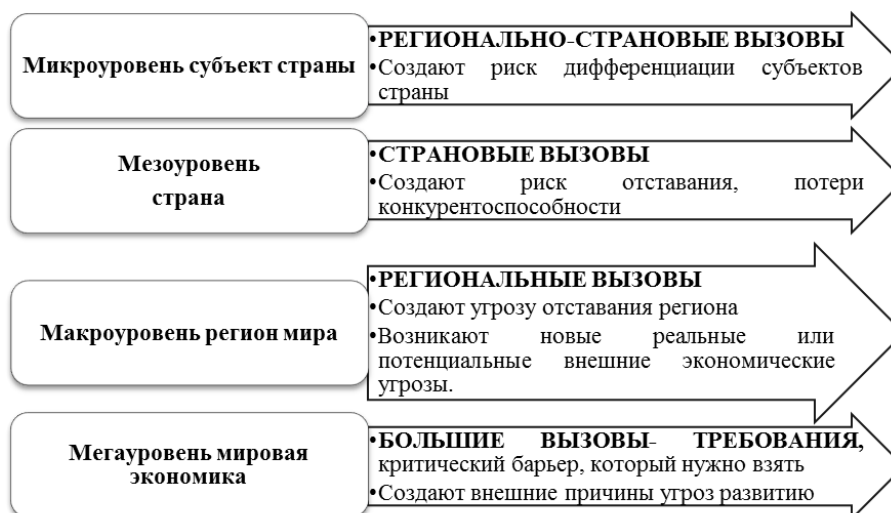 Микроуровень субъект страны
•РЕГИОНАЛЬНО-СТРАНОВЫЕ ВЫЗОВЫ
•Создают риск дифференциации субъектов
страны
Мезоуровень
страна
•СТРАНОВЫЕ ВЫЗОВЫ
•Создают риск отставания, потери
конкурентоспособности
Макроуровень регион мира
•РЕГИОНАЛЬНЫЕ ВЫЗОВЫ
•Создают угрозу отставания региона
•Возникают новые реальные или
потенциальные внешние экономические
угрозы.
Мегауровень мировая
экономика
•БОЛЬШИЕ ВЫЗОВЫ- ТРЕБОВАНИЯ,
критический барьер, который нужно взять
•Создают внешние причины угроз развитию